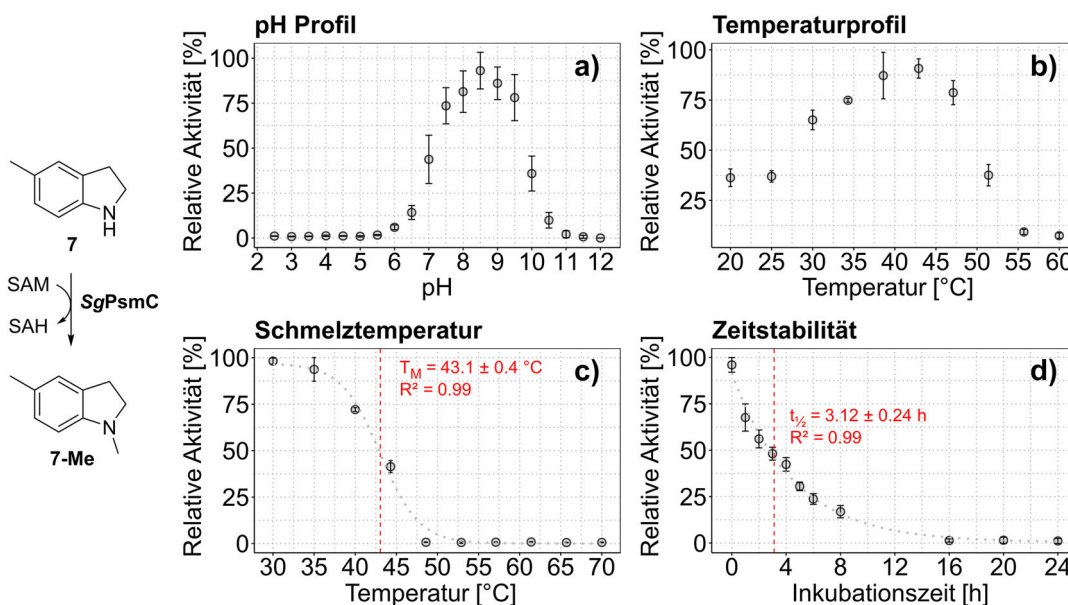 pH Profil
a)
Relative Aktivität [%]
100
75
50
25
0
2 3 4 5 6 7 8 9 10 11 12
pH
Temperaturprofil
b)
Relative Aktivität [%]
100
75
50
25
20 25 30 35 40 45 50 55 60
Temperatur [°C]
N
H
7
SAM
SgPsmC
SAH
N
7-Me
Schmelztemperatur
c)
Relative Aktivität [%]
100
75
50
25
0
T_M = 43.1 ± 0.4 °C
R² = 0.99
30 35 40 45 50 55 60 65 70
Temperatur [°C]
Zeitstabilität
d)
Relative Aktivität [%]
100
75
50
25
0
t½ = 3.12 ± 0.24 h
R² = 0.99
0 4 8 12 16 20 24
Inkubationszeit [h]